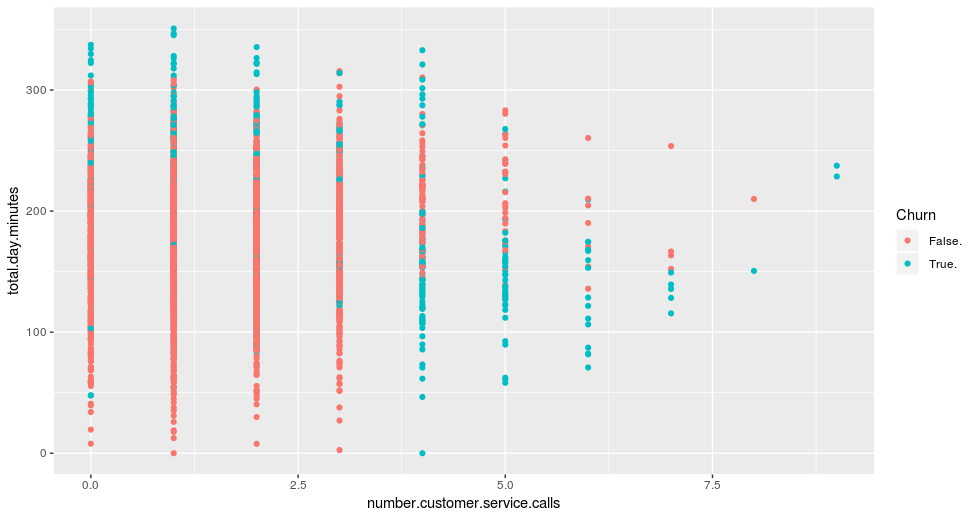 300
200
100
0
total.day.minutes
0.0 2.5 5.0 7.5
number.customer.service.calls
Churn
False.
True.